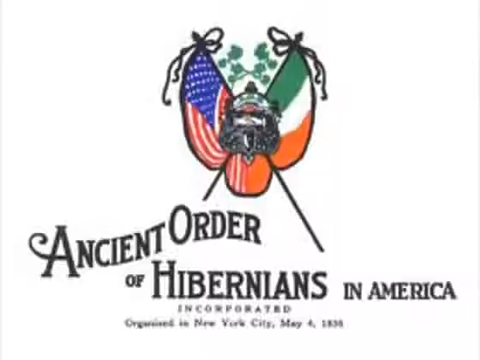 ANCIENT ORDER
OF HIBERNIANS IN AMERICA
INCORPORATED
Organized in New York City, May 4, 1836